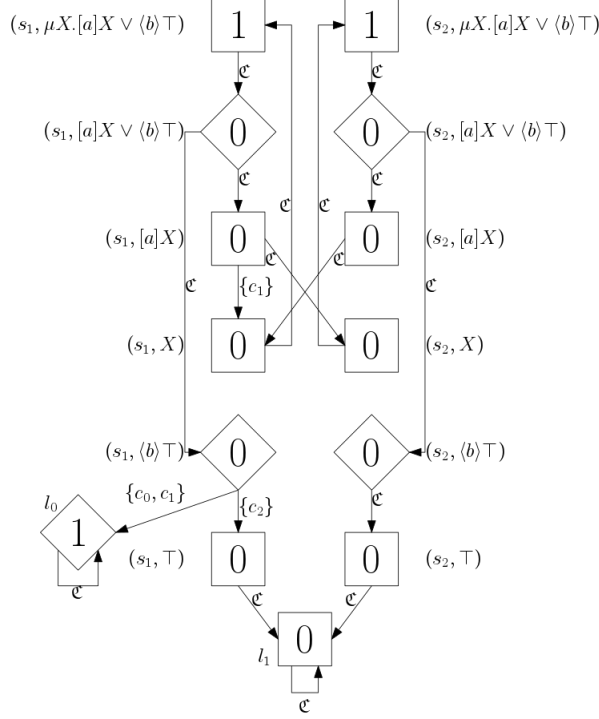 (s₁, μX.[a]X ∨ ⟨b⟩⊤) 1 1 (s₂, μX.[a]X ∨ ⟨b⟩⊤)
ℭ ℭ
(s₁, [a]X ∨ ⟨b⟩⊤) 0 0 (s₂, [a]X ∨ ⟨b⟩⊤)
ℭ ℭ
ℭ ℭ
(s₁, [a]X) 0 0 (s₂, [a]X)
ℭ ℭ
ℭ {c₁} ℭ
(s₁, X) 0 0 (s₂, X)
(s₁, ⟨b⟩⊤) 0 0 (s₂, ⟨b⟩⊤)
l₀ {c₀, c₁} {c₂} ℭ
1
(s₁, ⊤) 0 0 (s₂, ⊤)
ℭ ℭ ℭ
0
l₁
ℭ